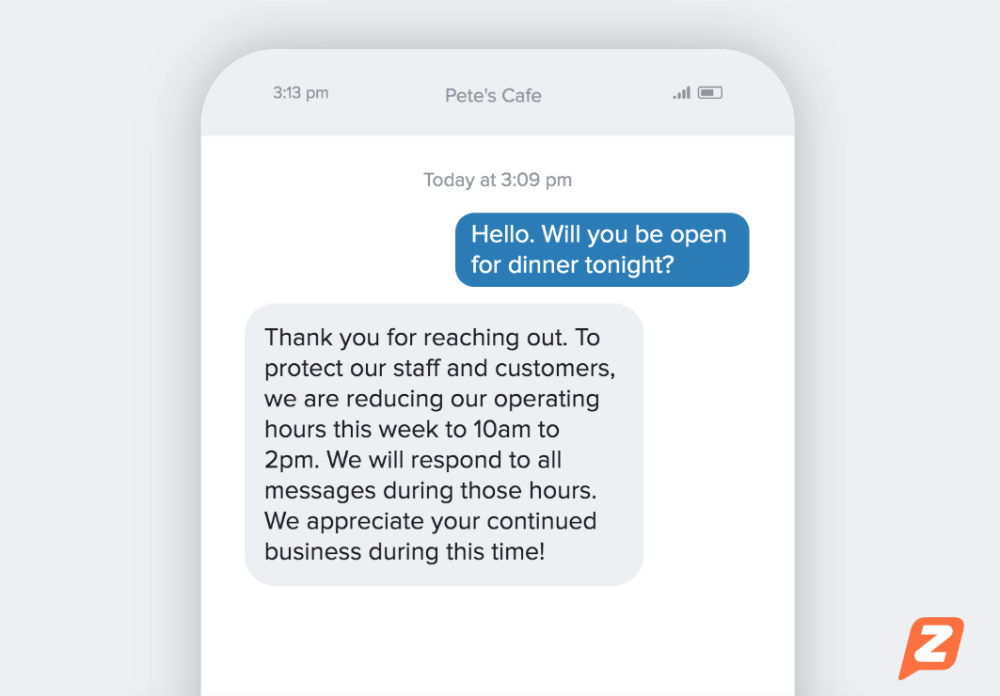 3:13 pm
Pete's Cafe
Today at 3:09 pm
Hello. Will you be open
for dinner tonight?
Thank you for reaching out. To
protect our staff and customers,
we are reducing our operating
hours this week to 10am to
2pm. We will respond to all
messages during those hours.
We appreciate your continued
business during this time!
Z